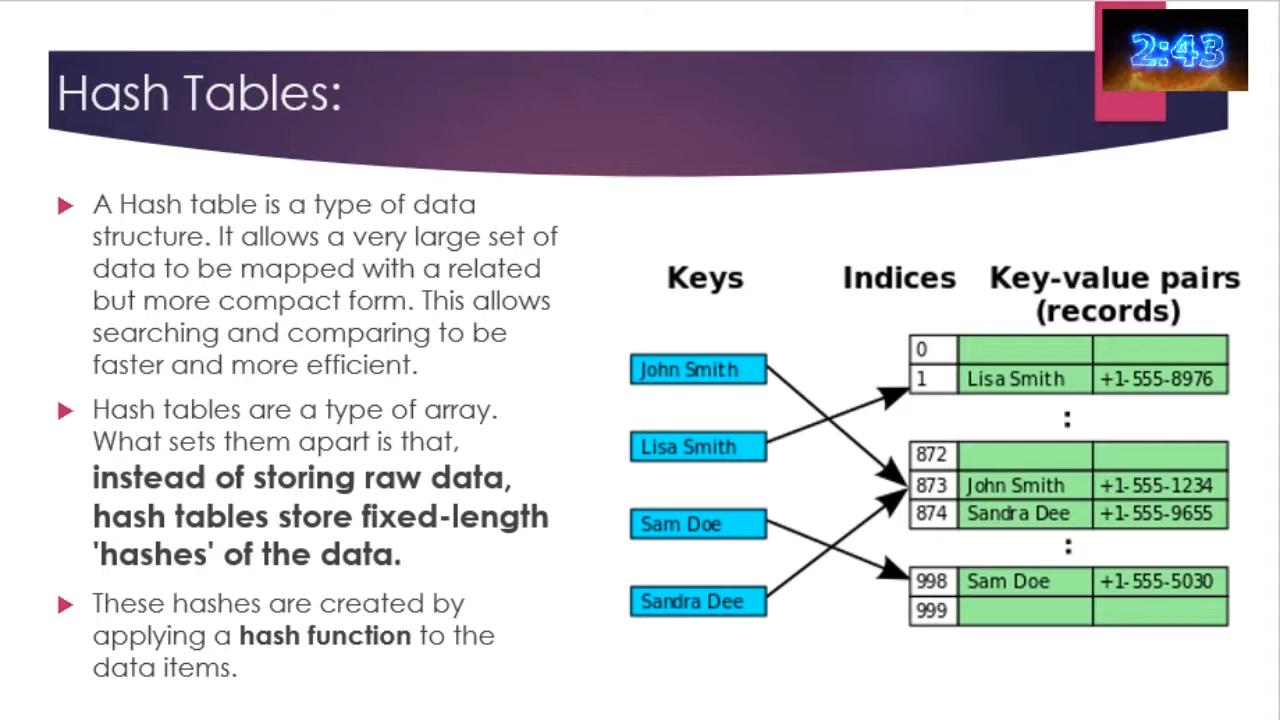 2:43
Hash Tables:
A Hash table is a type of data
structure. It allows a very large set of
data to be mapped with a related
but more compact form. This allows
searching and comparing to be
faster and more efficient.
Hash tables are a type of array.
What sets them apart is that,
instead of storing raw data,
hash tables store fixed-length
'hashes' of the data.
These hashes are created by
applying a hash function to the
data items.
Keys
John Smith
Lisa Smith
Sam Doe
Sandra Dee
Indices Key-value pairs
(records)
0
1 Lisa Smith +1-555-8976
:
872
873 John Smith +1-555-1234
874 Sandra Dee +1-555-9655
:
998 Sam Doe +1-555-5030
999